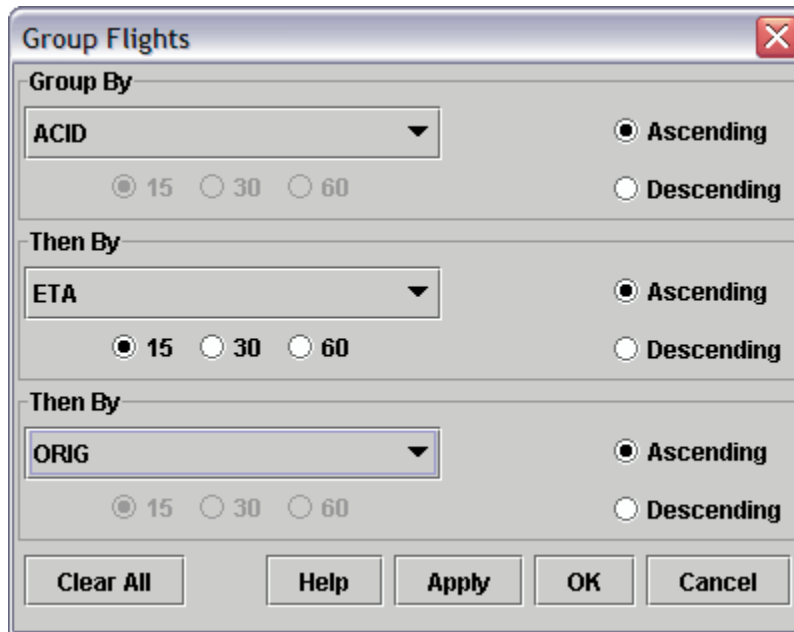 Group Flights
Group By
ACID
Ascending
15 30 60
Descending
Then By
ETA
Ascending
15 30 60
Descending
Then By
ORIG
Ascending
15 30 60
Descending
Clear All Help Apply OK Cancel